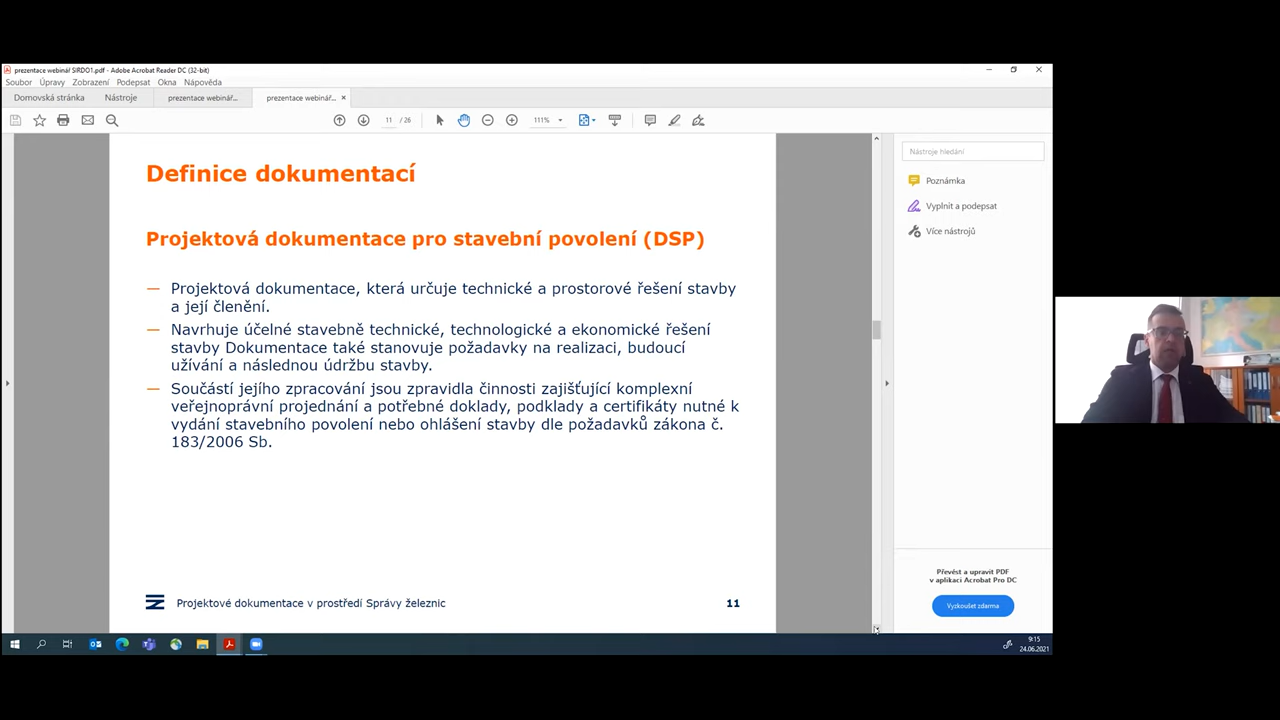 prezentace webinář SIRDO1.pdf - Adobe Acrobat Reader DC (32-bit)
Soubor Úpravy Zobrazení Podepsat Okna Nápověda
Domovská stránka Nástroje prezentace webinář... prezentace webinář... ×
11 / 26 111%
Nástroje hledání
Poznámka
Vyplnit a podepsat
Více nástrojů
Definice dokumentací
Projektová dokumentace pro stavební povolení (DSP)
— Projektová dokumentace, která určuje technické a prostorové řešení stavby
a její členění.
— Navrhuje účelné stavebně technické, technologické a ekonomické řešení
stavby Dokumentace také stanovuje požadavky na realizaci, budoucí
užívání a následnou údržbu stavby.
— Součástí jejího zpracování jsou zpravidla činnosti zajišťující komplexní
veřejnoprávní projednání a potřebné doklady, podklady a certifikáty nutné k
vydání stavebního povolení nebo ohlášení stavby dle požadavků zákona č.
183/2006 Sb.
Projektové dokumentace v prostředí Správy železnic 11
Převést a upravit PDF
v aplikaci Acrobat Pro DC
Vyzkoušet zdarma
9:15
24.06.2021